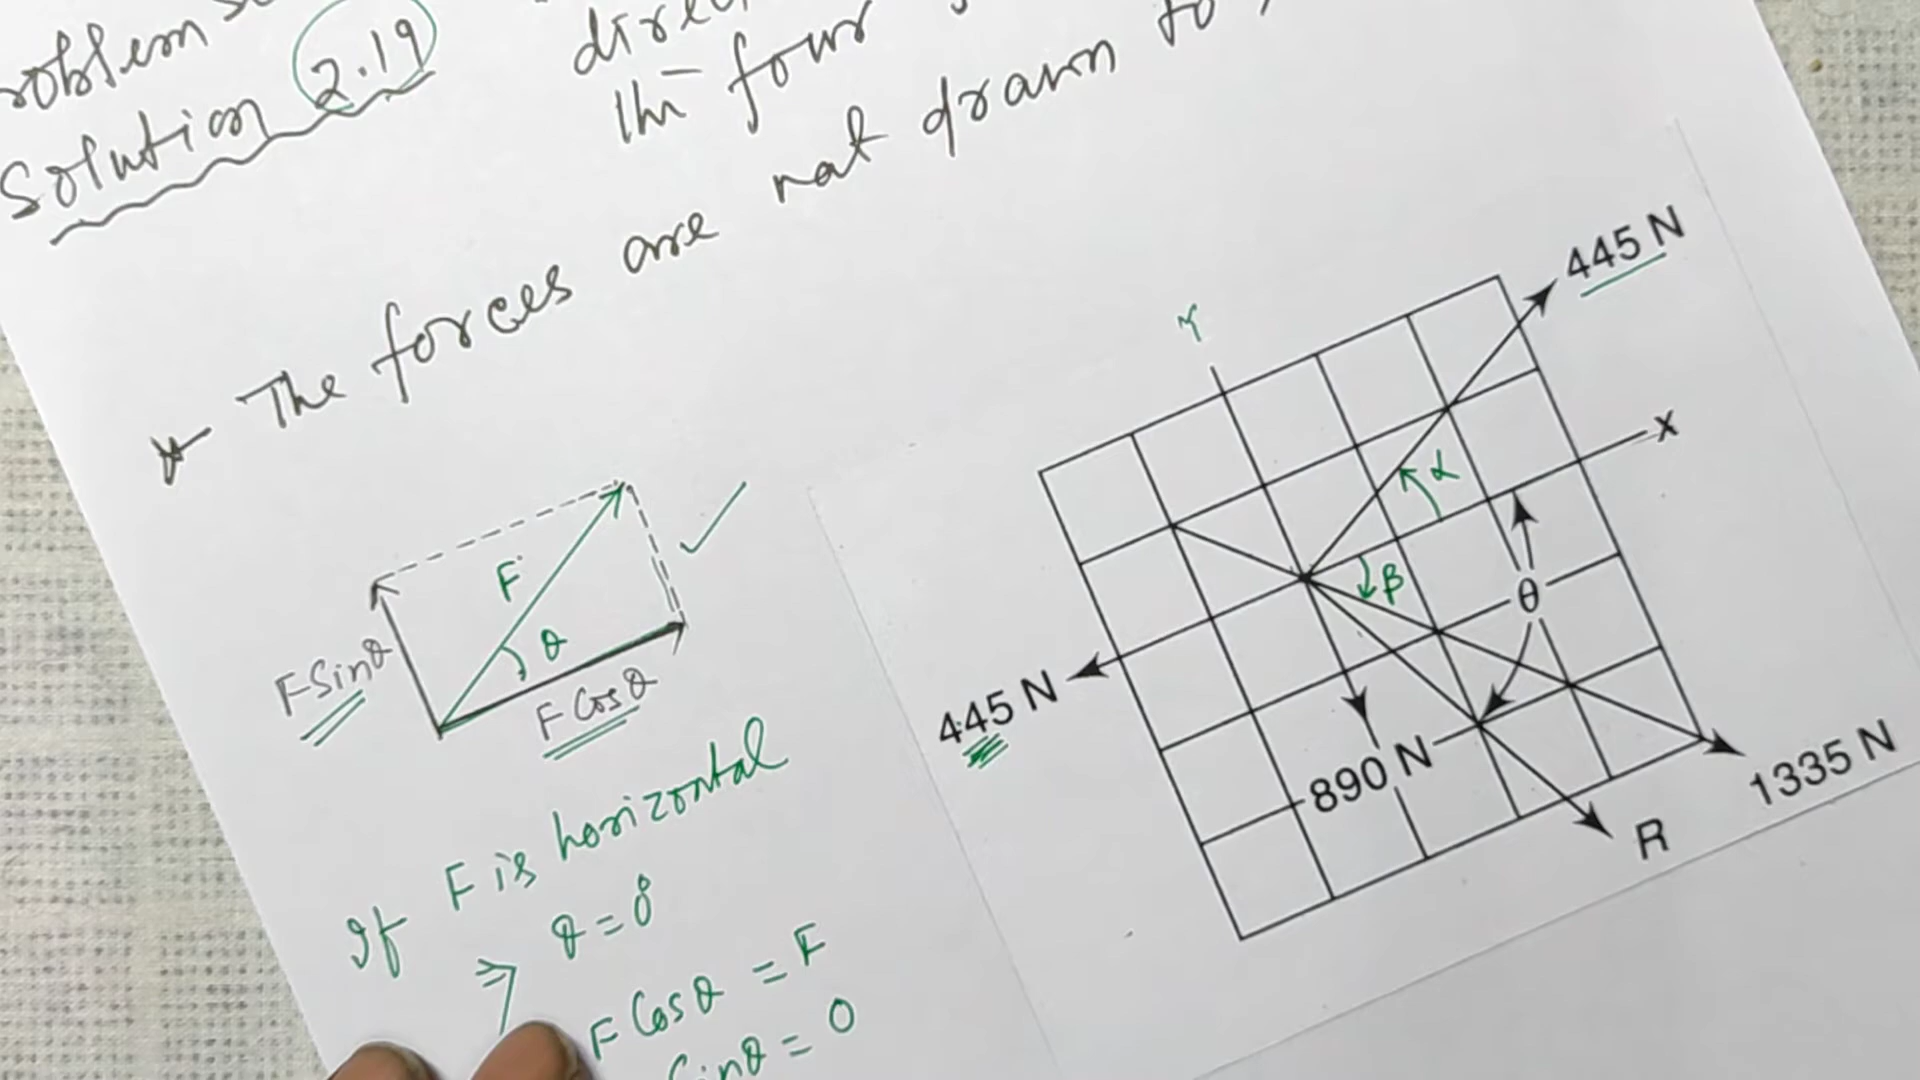 Solution 2.19
the four
* The forces are not drawn to
Y
445 N
X
α
β
θ
445 N
890 N
1335 N
R
F
θ
F Sinθ
F Cosθ
If F is horizontal
⇒ θ = 0
F Cosθ = F
Sinθ = 0